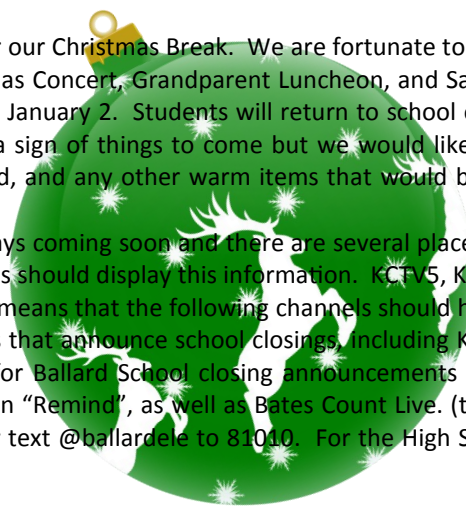 our Christmas Break. We are fortunate to
as Concert, Grandparent Luncheon, and Sa
January 2. Students will return to school
a sign of things to come but we would like
d, and any other warm items that would b
ys coming soon and there are several place
s should display this information. KCTV5, K
means that the following channels should h
s that announce school closings, including K
for Ballard School closing announcements
n “Remind”, as well as Bates Count Live. (t
text @ballardele to 81010. For the High S